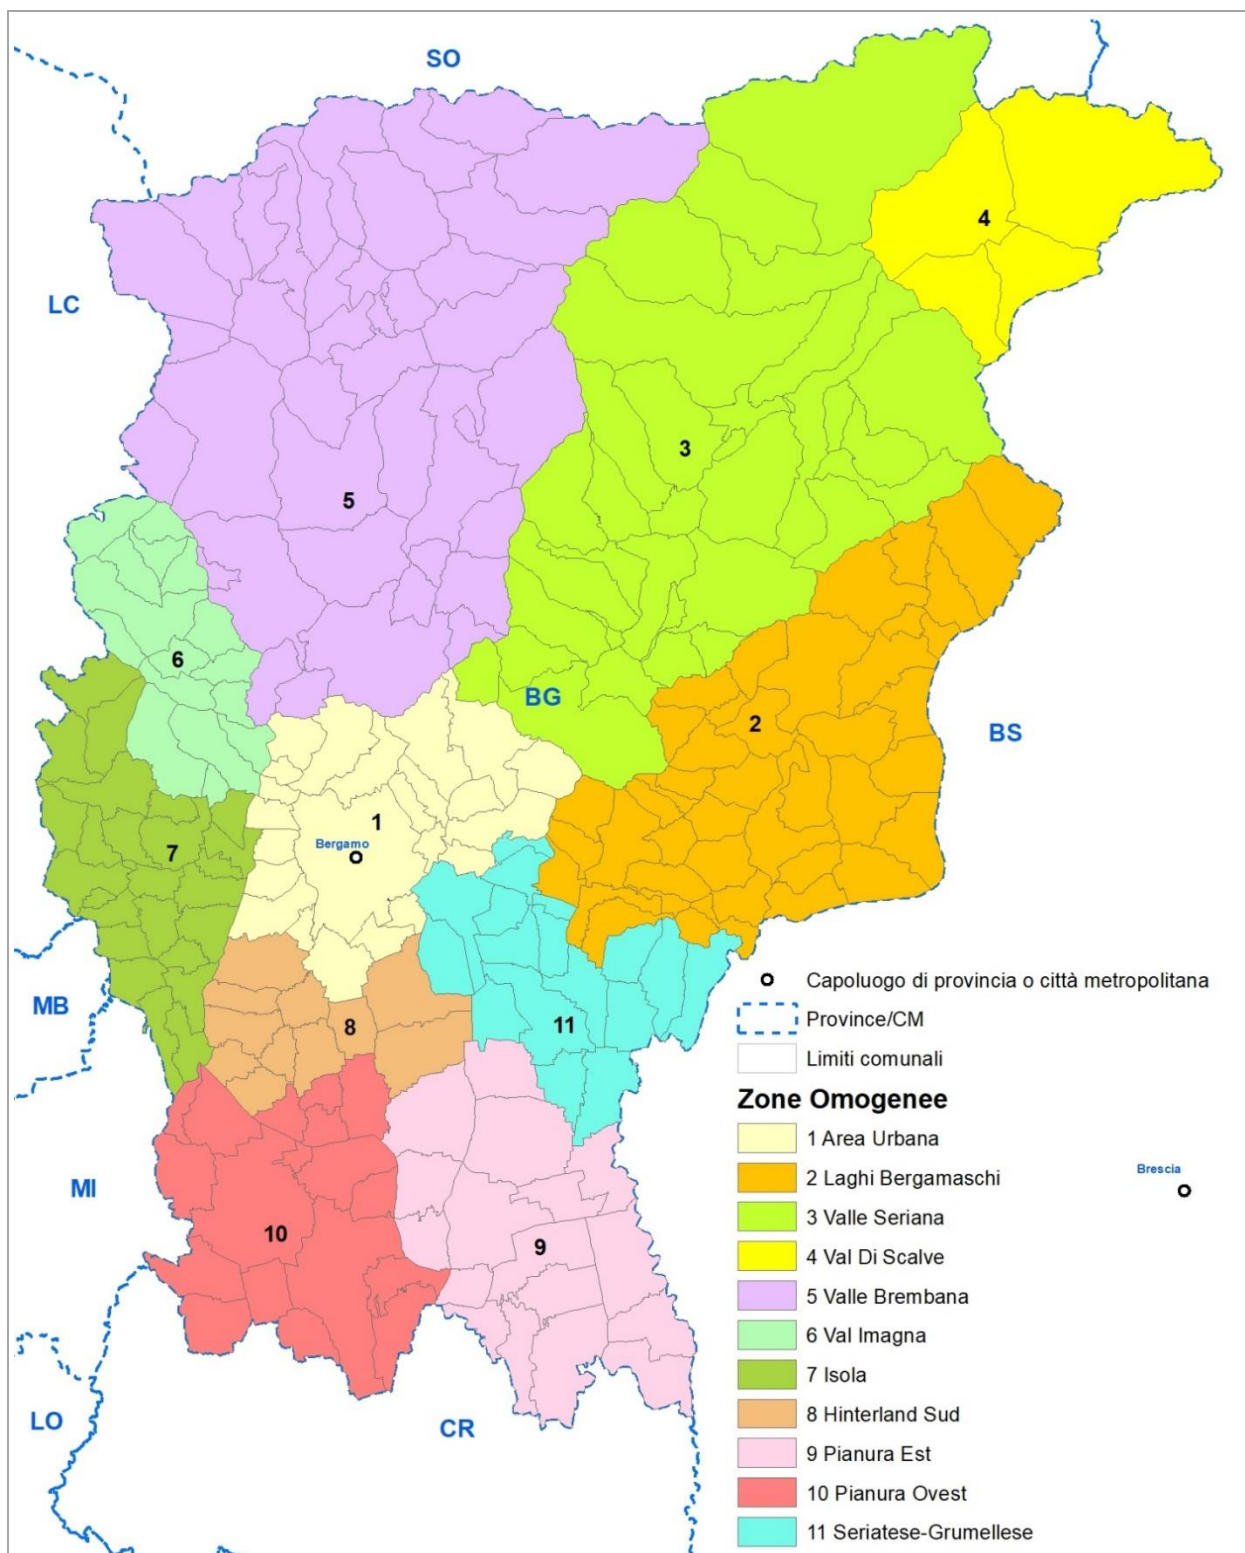 SO
4
LC
3
5
6
BG
2
BS
1
Bergamo
7
MB
8
11
Capoluogo di provincia o città metropolitana
Province/CM
Limiti comunali
Zone Omogenee
1 Area Urbana
2 Laghi Bergamaschi
3 Valle Seriana
4 Val Di Scalve
5 Valle Brembana
6 Val Imagna
7 Isola
8 Hinterland Sud
9 Pianura Est
10 Pianura Ovest
11 Seriatese-Grumellese
Brescia
MI
10
9
LO
CR